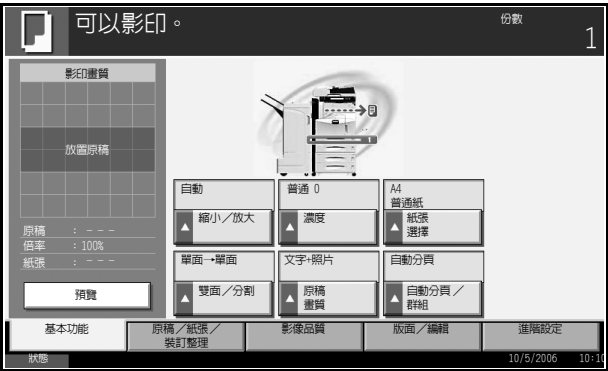 可以影印。
份數
1
影印畫質
放置原稿
原稿 : ---
倍率 : 100%
紙張 : ---
預覽
1
自動
縮小／放大
普通 0
濃度
A4
普通紙
紙張
選擇
單面→單面
雙面／分割
文字+照片
原稿
畫質
自動分頁
自動分頁／
群組
基本功能
原稿／紙張／
裝訂整理
影像品質
版面／編輯
進階設定
狀態
10/5/2006 10:10